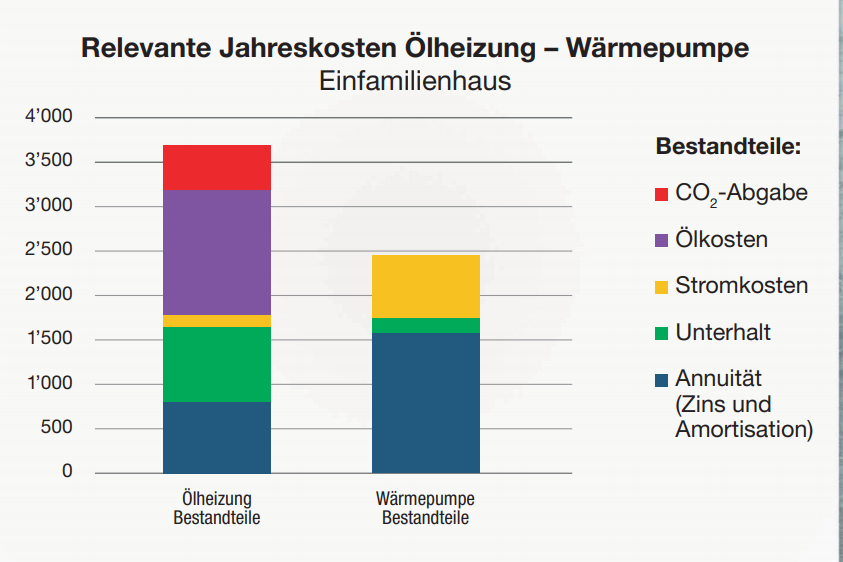 Relevante Jahreskosten Ölheizung – Wärmepumpe
Einfamilienhaus
4’000
3’500
3’000
2’500
2’000
1’500
1’000
500
0
Ölheizung
Bestandteile
Wärmepumpe
Bestandteile
Bestandteile:
CO₂-Abgabe
Ölkosten
Stromkosten
Unterhalt
Annuität
(Zins und
Amortisation)